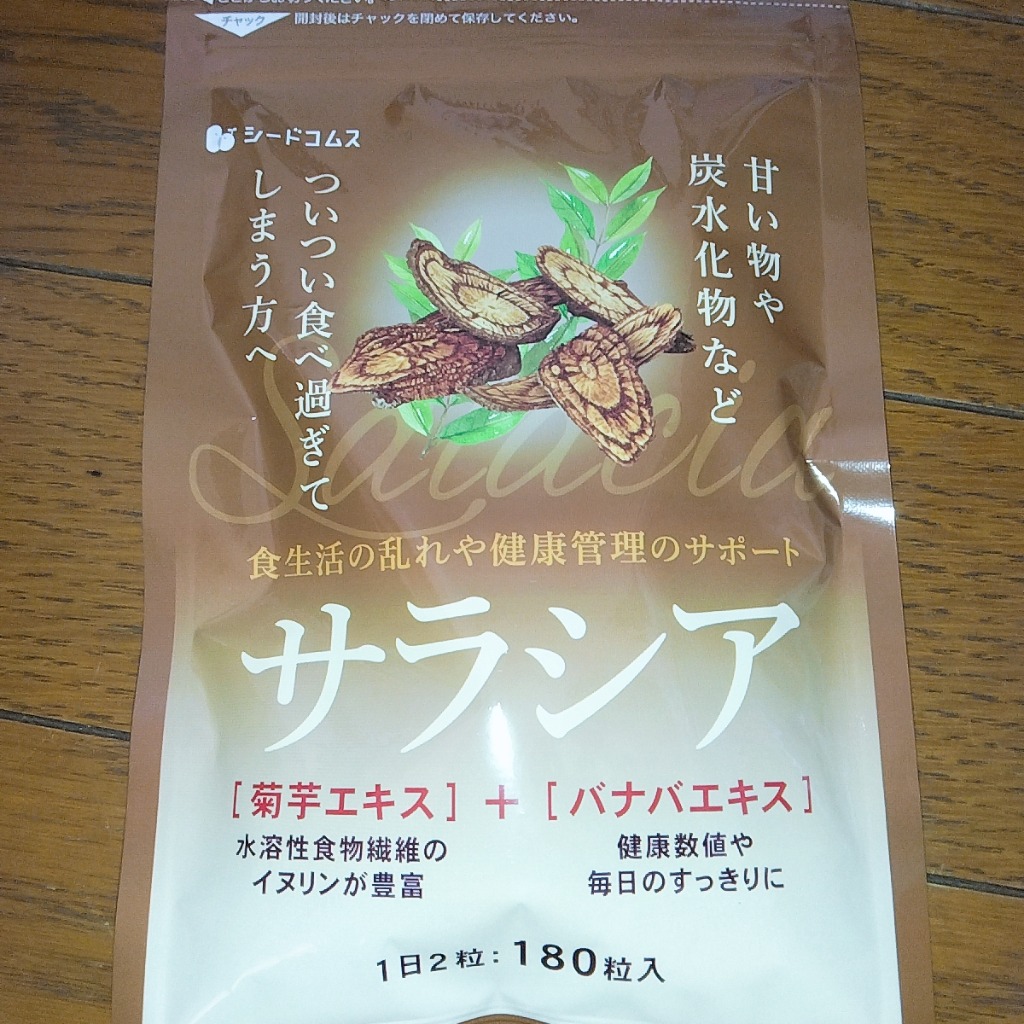 チャック
開封後はチャックを閉めて保存してください。
シードコムス
甘い物や
炭水化物など
ついつい食べ過ぎて
しまう方へ
Salacia
食生活の乱れや健康管理のサポート
サラシア
[菊芋エキス]+[バナバエキス]
水溶性食物繊維の
イヌリンが豊富
健康数値や
毎日のすっきりに
1日2粒:180粒入